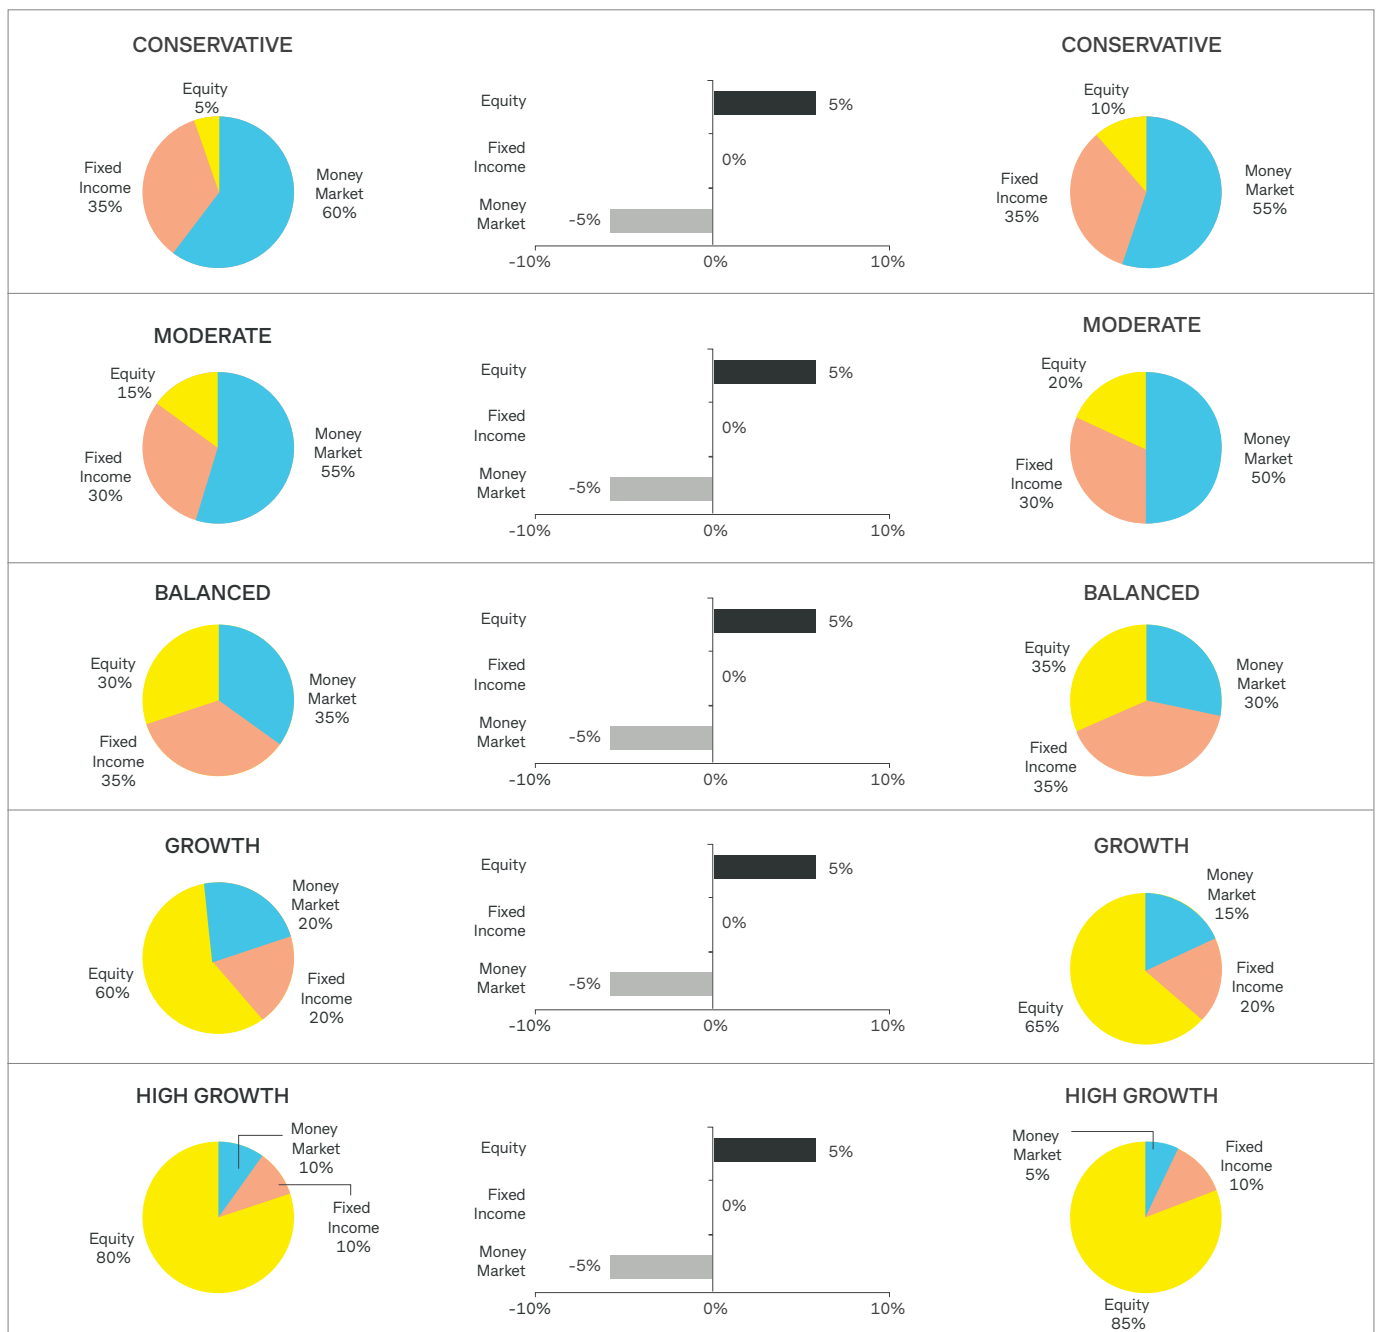 CONSERVATIVE
Equity
5%
Fixed
Income
35%
Money
Market
60%
Equity
5%
Fixed
Income
0%
Money
Market
-5%
-10%
0%
10%
CONSERVATIVE
Equity
10%
Fixed
Income
35%
Money
Market
55%
MODERATE
Equity
15%
Fixed
Income
30%
Money
Market
55%
Equity
5%
Fixed
Income
0%
Money
Market
-5%
-10%
0%
10%
MODERATE
Equity
20%
Fixed
Income
30%
Money
Market
50%
BALANCED
Equity
30%
Fixed
Income
35%
Money
Market
35%
Equity
5%
Fixed
Income
0%
Money
Market
-5%
-10%
0%
10%
BALANCED
Equity
35%
Fixed
Income
35%
Money
Market
30%
GROWTH
Money
Market
20%
Equity
60%
Fixed
Income
20%
Equity
5%
Fixed
Income
0%
Money
Market
-5%
-10%
0%
10%
GROWTH
Money
Market
15%
Fixed
Income
20%
Equity
65%
HIGH GROWTH
Money
Market
10%
Fixed
Income
10%
Equity
80%
Equity
5%
Fixed
Income
0%
Money
Market
-5%
-10%
0%
10%
HIGH GROWTH
Money
Market
5%
Fixed
Income
10%
Equity
85%